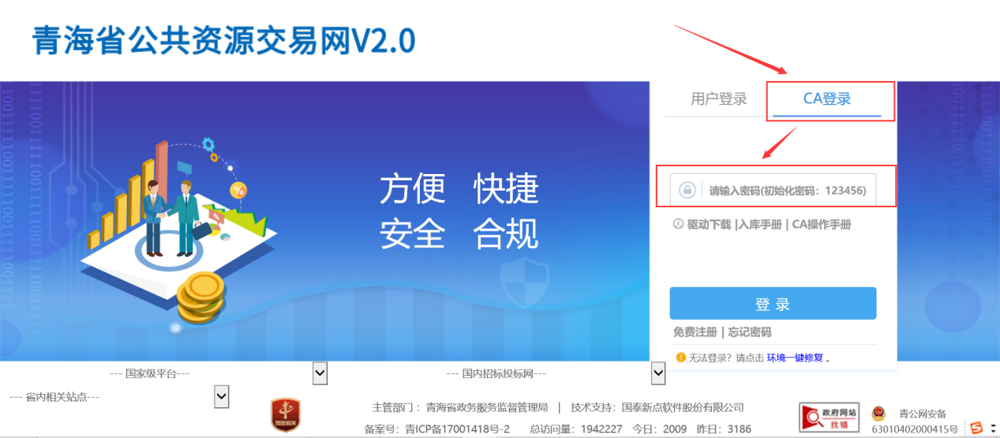 青海省公共资源交易网V2.0
用户登录 CA登录
方便 快捷
安全 合规
请输入密码(初始化密码：123456)
驱动下载 |入库手册 | CA操作手册
登 录
免费注册 | 忘记密码
无法登录？请点击 环境一键修复 。
--- 国家级平台---
--- 国内招标投标网---
--- 省内相关站点---
主管部门 ：青海省政务服务监督管理局 | 技术支持：国泰新点软件股份有限公司
备案号：青ICP备17001418号-2 总访问量：1942227 今日：2009 昨日：3186
党政机关
政府网站
找错
青公网安备
63010402000415号